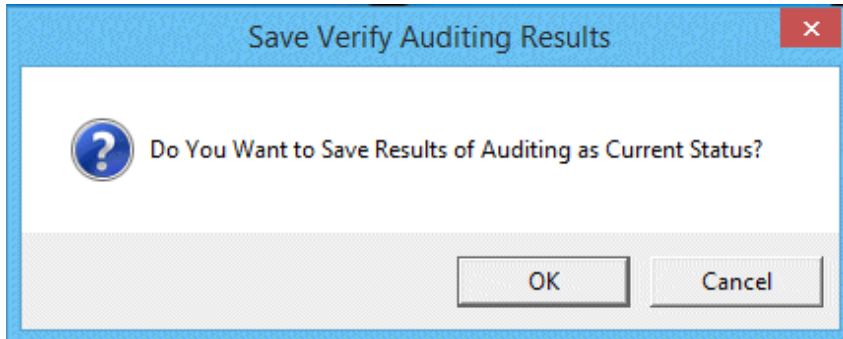 Save Verify Auditing Results
Do You Want to Save Results of Auditing as Current Status?
OK Cancel